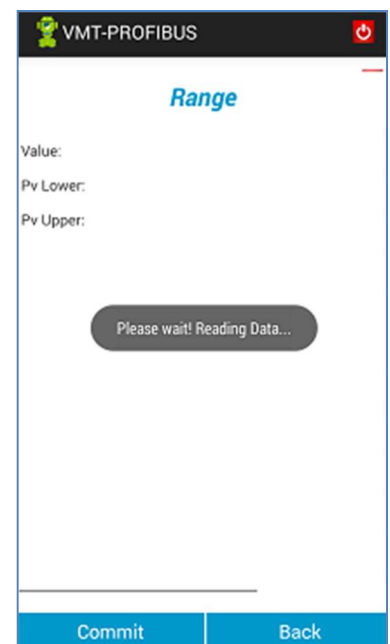 VMT-PROFIBUS
Range
Value:
Pv Lower:
Pv Upper:
Please wait! Reading Data...
Commit Back